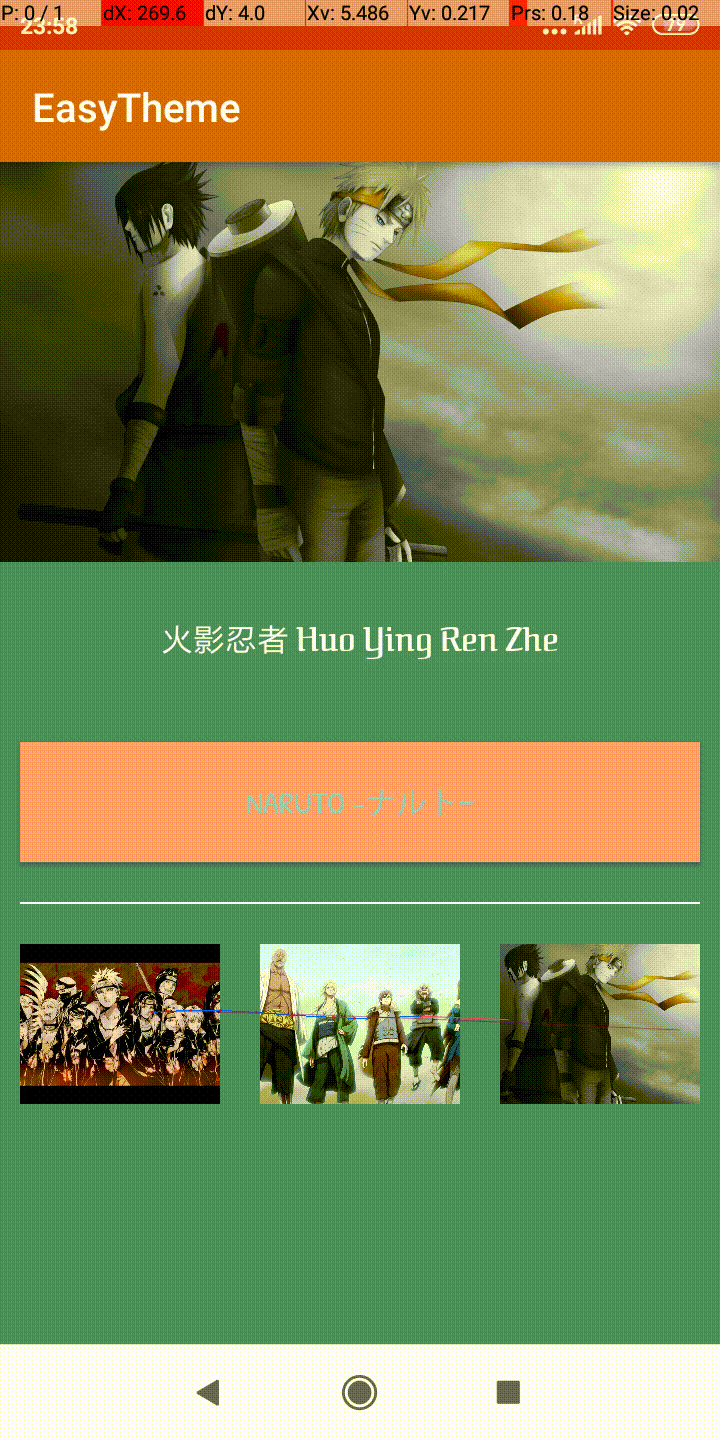 P: 0 / 1 dX: 269.6 dY: 4.0 Xv: 5.486 Yv: 0.217 Prs: 0.18 Size: 0.02
23:58 79
EasyTheme
火影忍者 Huo Ying Ren Zhe
NARUTO -ナルト-